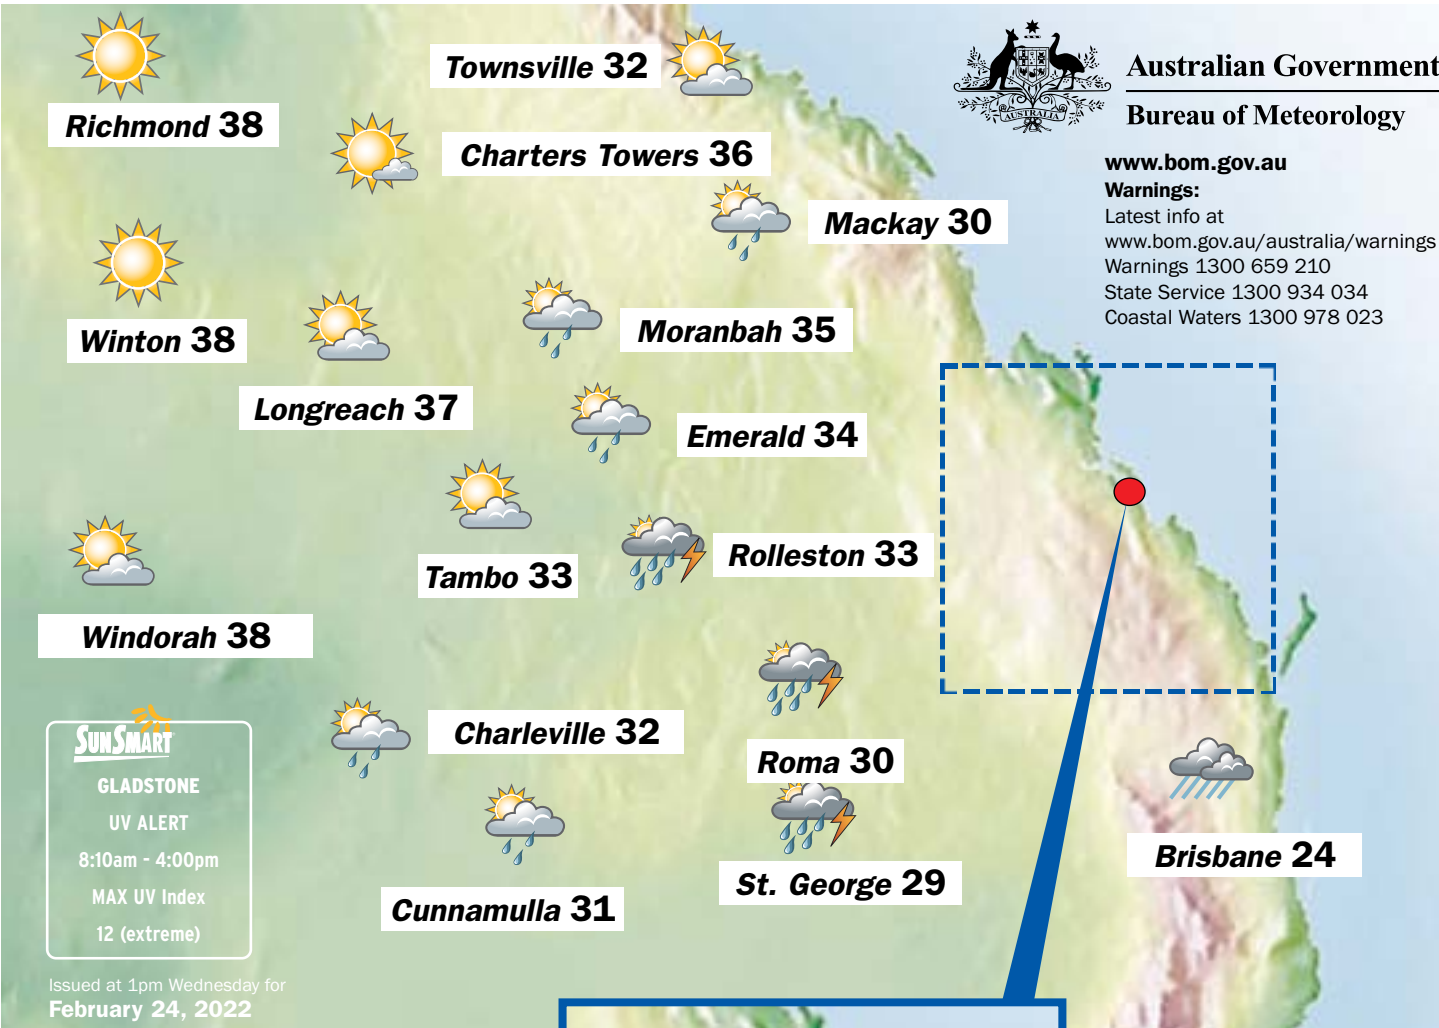 Richmond 38
Townsville 32
Charters Towers 36
Mackay 30
Winton 38
Longreach 37
Moranbah 35
Emerald 34
Tambo 33
Rolleston 33
Windorah 38
Charleville 32
Roma 30
Cunnamulla 31
St. George 29
Brisbane 24
AUSTRALIA
Australian Government
Bureau of Meteorology
www.bom.gov.au
Warnings:
Latest info at
www.bom.gov.au/australia/warnings
Warnings 1300 659 210
State Service 1300 934 034
Coastal Waters 1300 978 023
SUNSMART
GLADSTONE
UV ALERT
8:10am - 4:00pm
MAX UV Index
12 (extreme)
Issued at 1pm Wednesday for
February 24, 2022